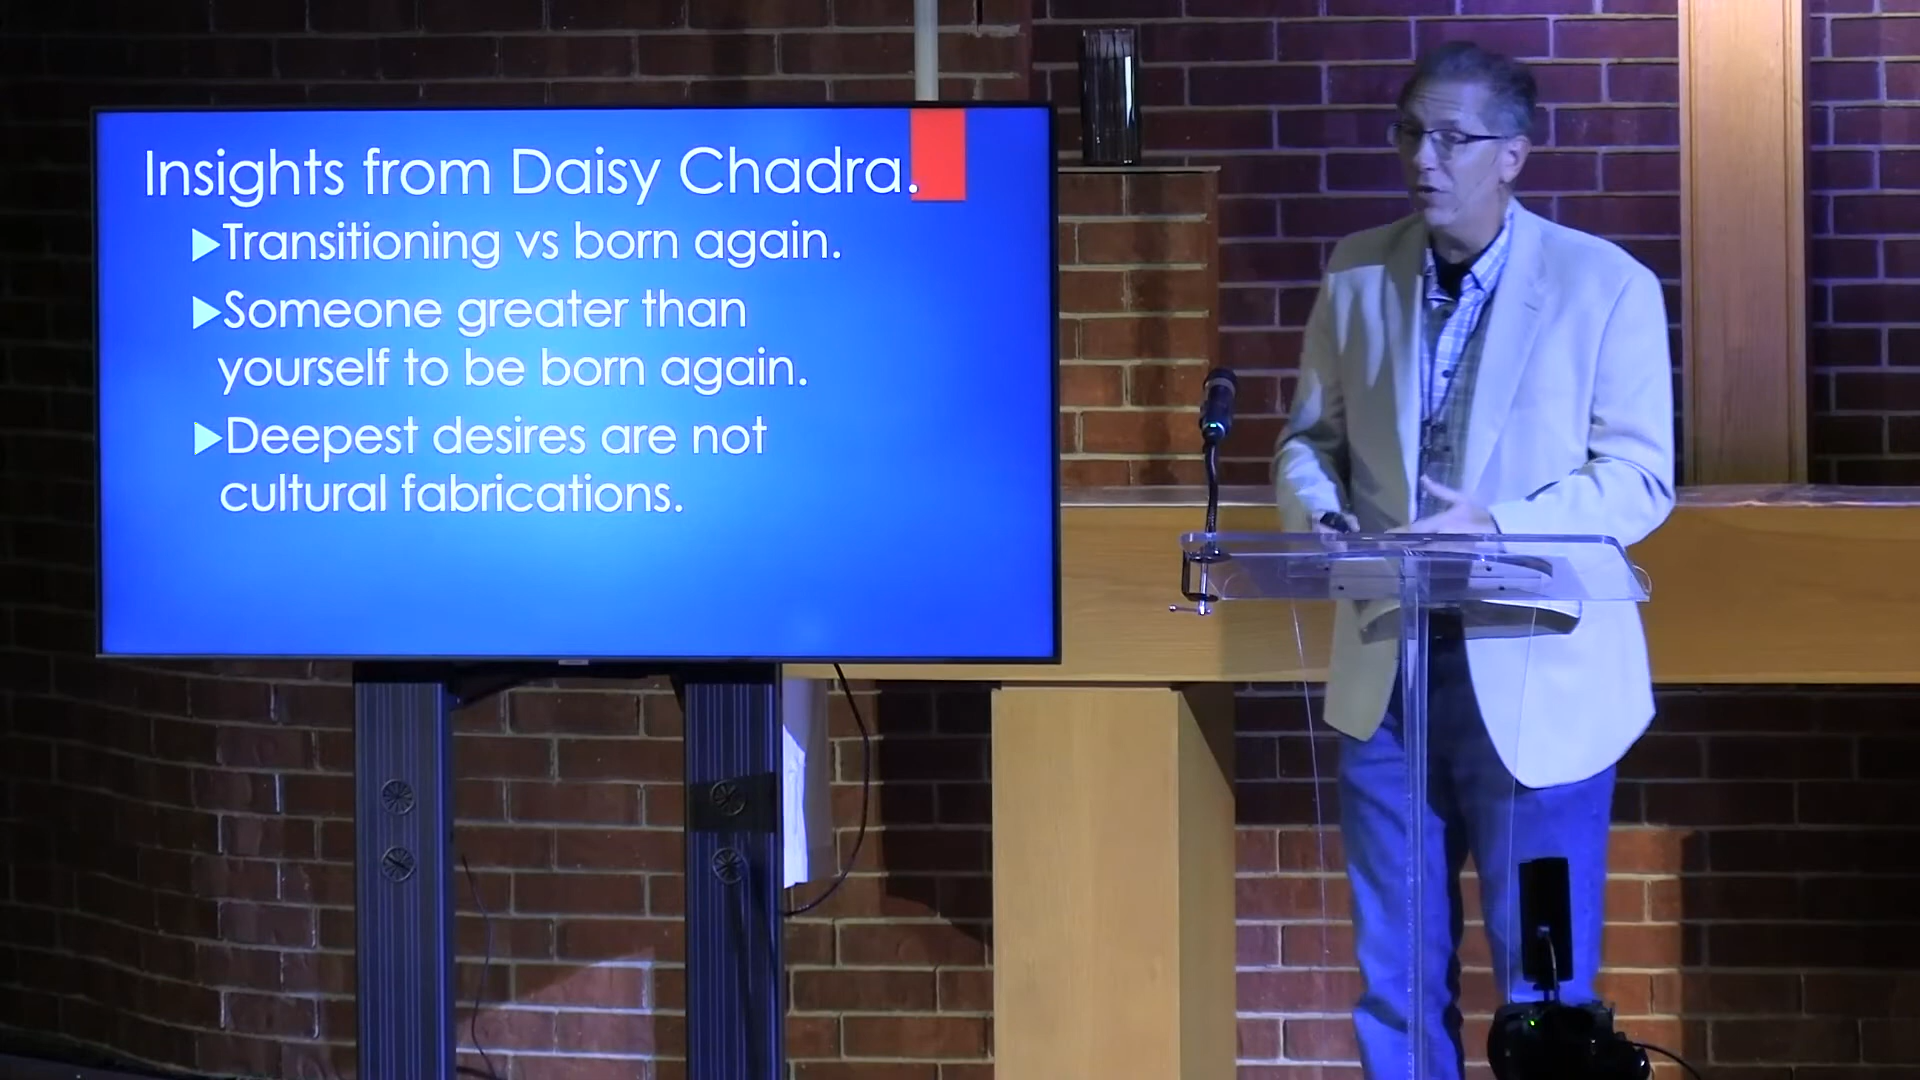 Insights from Daisy Chadra.
▶Transitioning vs born again.
▶Someone greater than
yourself to be born again.
▶Deepest desires are not
cultural fabrications.